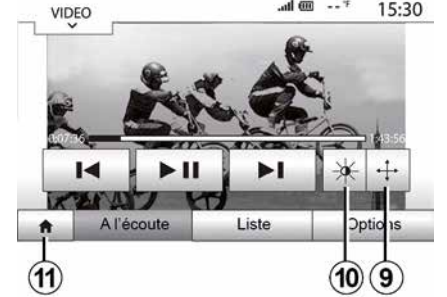 VIDEO
-- °F 15:30
0:07:36 1:43:56
A l'écoute Liste Options
11 10 9